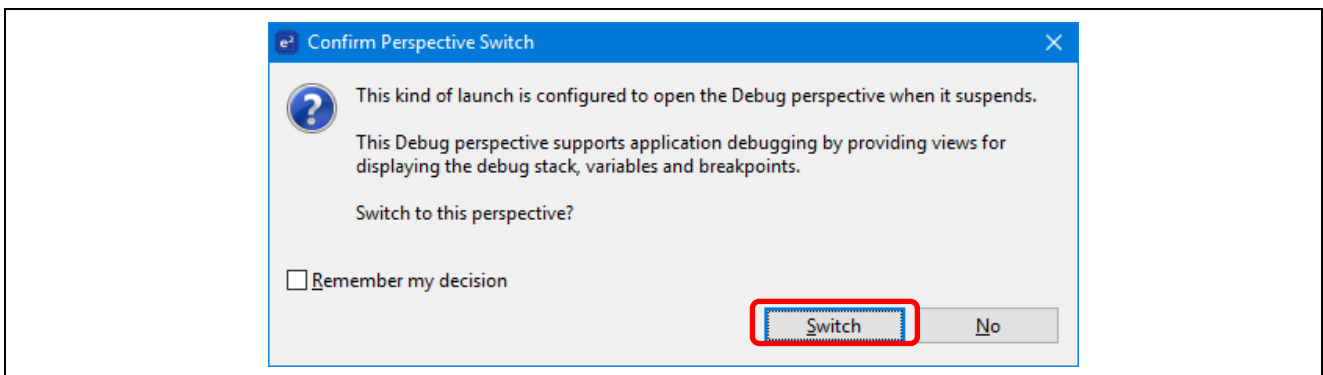 e² Confirm Perspective Switch
This kind of launch is configured to open the Debug perspective when it suspends.
This Debug perspective supports application debugging by providing views for
displaying the debug stack, variables and breakpoints.
Switch to this perspective?
Remember my decision
Switch No